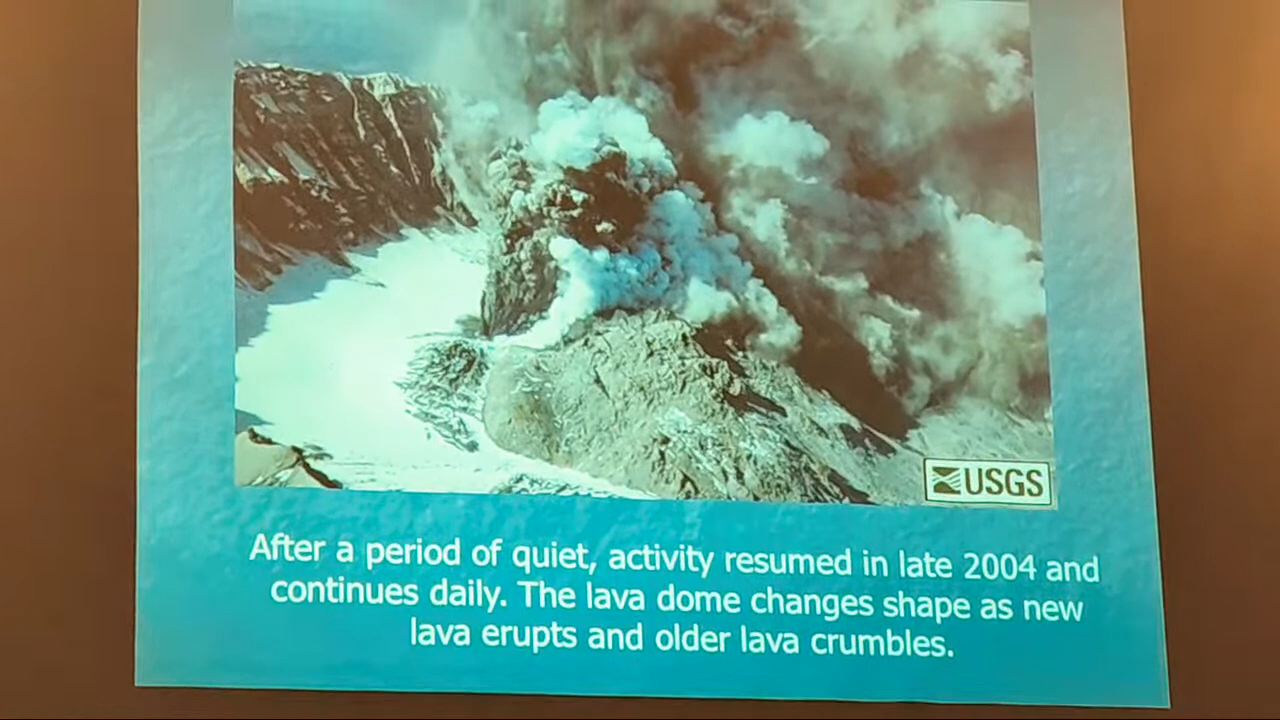 USGS
After a period of quiet, activity resumed in late 2004 and
continues daily. The lava dome changes shape as new
lava erupts and older lava crumbles.